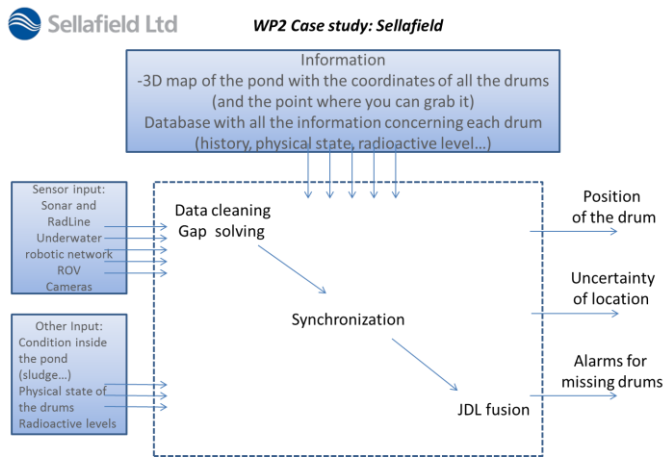 Sellafield Ltd
WP2 Case study: Sellafield
Information
-3D map of the pond with the coordinates of all the drums
(and the point where you can grab it)
Database with all the information concerning each drum
(history, physical state, radioactive level…)
Sensor input:
Sonar and
RadLine
Underwater
robotic network
ROV
Cameras
Other Input:
Condition inside
the pond
(sludge…)
Physical state of
the drums
Radioactive levels
Data cleaning
Gap solving
Synchronization
JDL fusion
Position
of the drum
Uncertainty
of location
Alarms for
missing drums